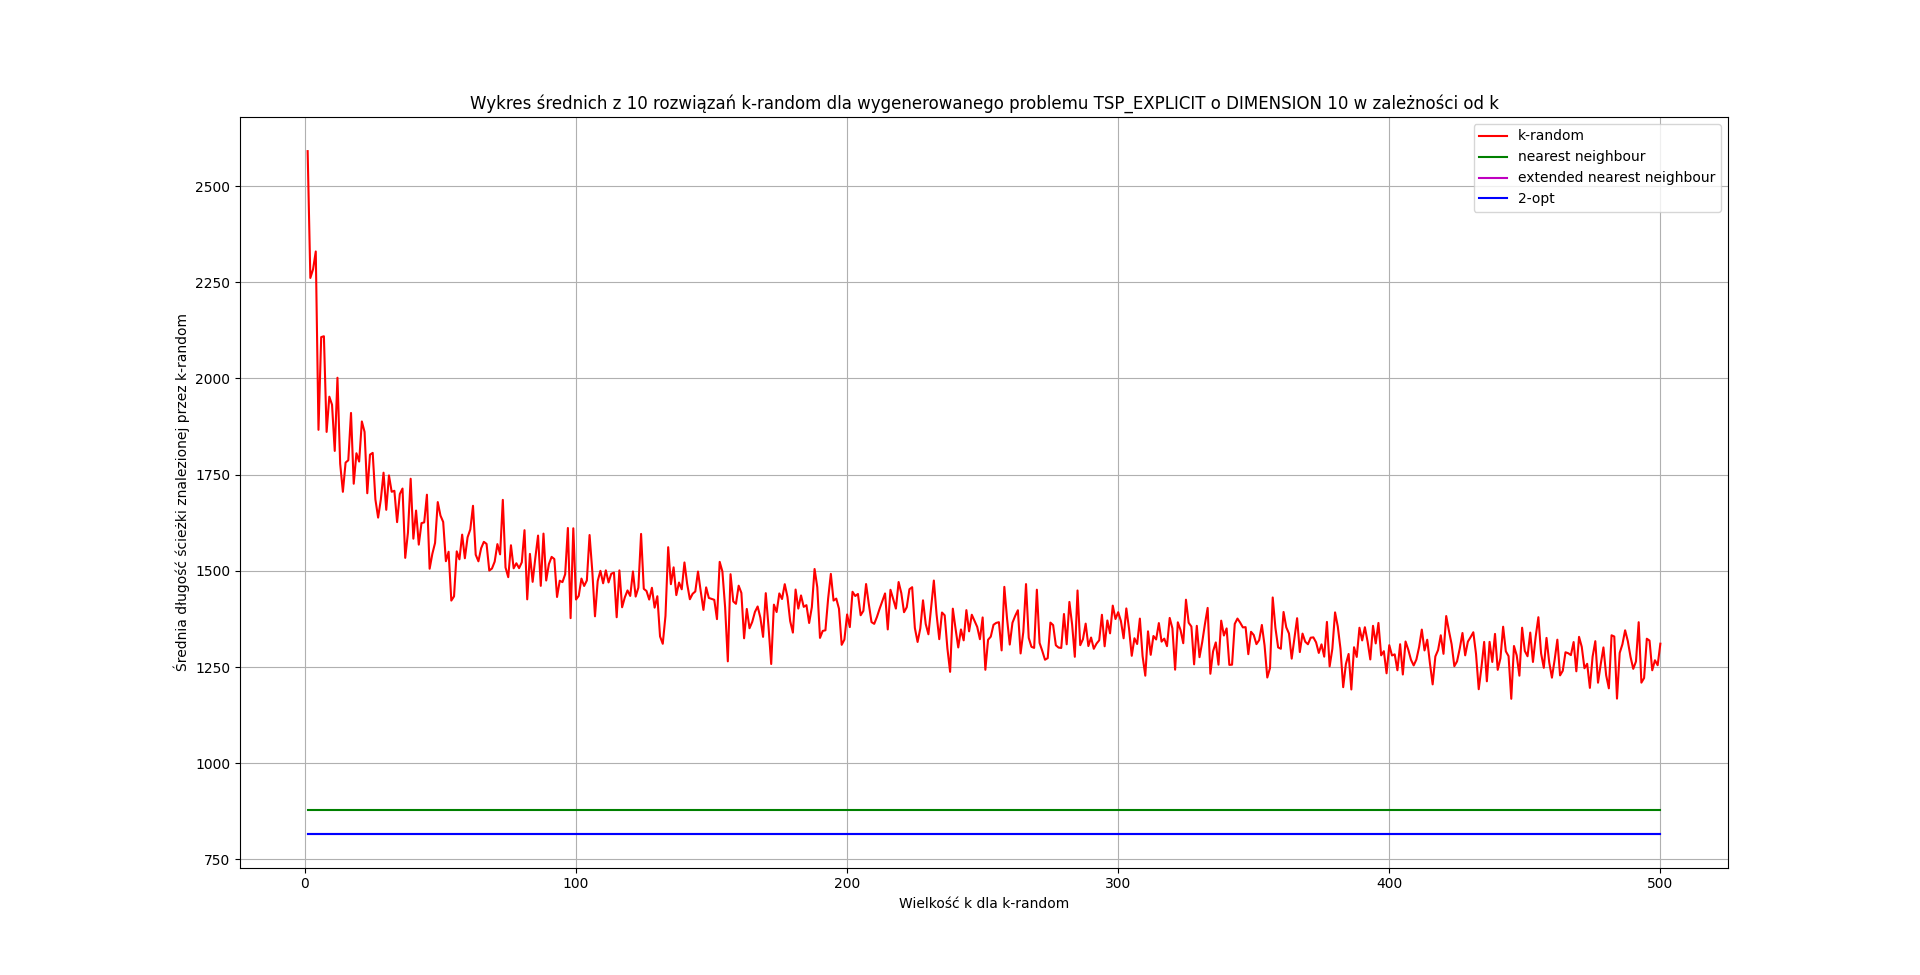 Wykres średnich z 10 rozwiązań k-random dla wygenerowanego problemu TSP_EXPLICIT o DIMENSION 10 w zależności od k
k-random
nearest neighbour
extended nearest neighbour
2-opt
Średnia długość ścieżki znalezionej przez k-random
2500
2250
2000
1750
1500
1250
1000
750
0
100
200
300
400
500
Wielkość k dla k-random